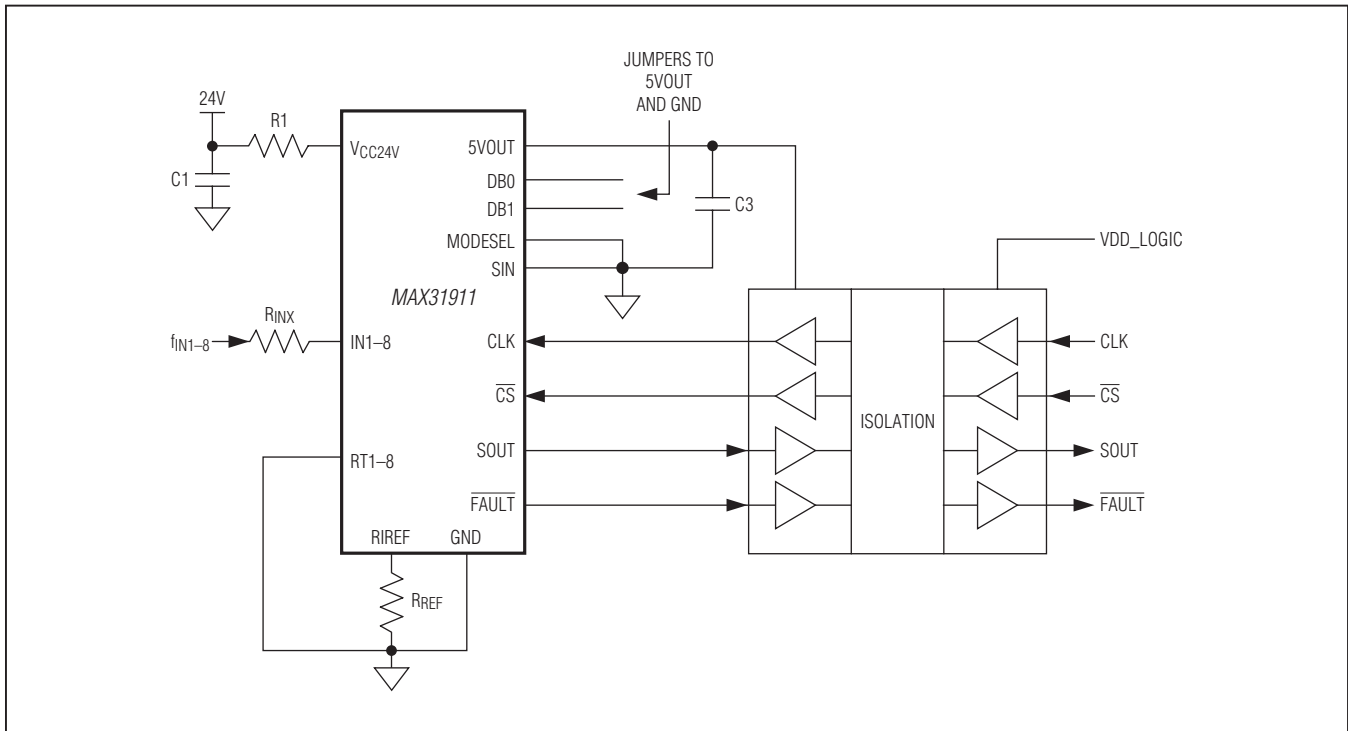 JUMPERS TO
5VOUT
AND GND
24V
R1
C1
VCC24V
5VOUT
DB0
DB1
C3
MODESEL
SIN
VDD_LOGIC
MAX31911
fIN1–8
RINX
IN1–8
CLK
CLK
CS
CS
ISOLATION
RT1–8
SOUT
SOUT
FAULT
FAULT
RIREF
GND
RREF